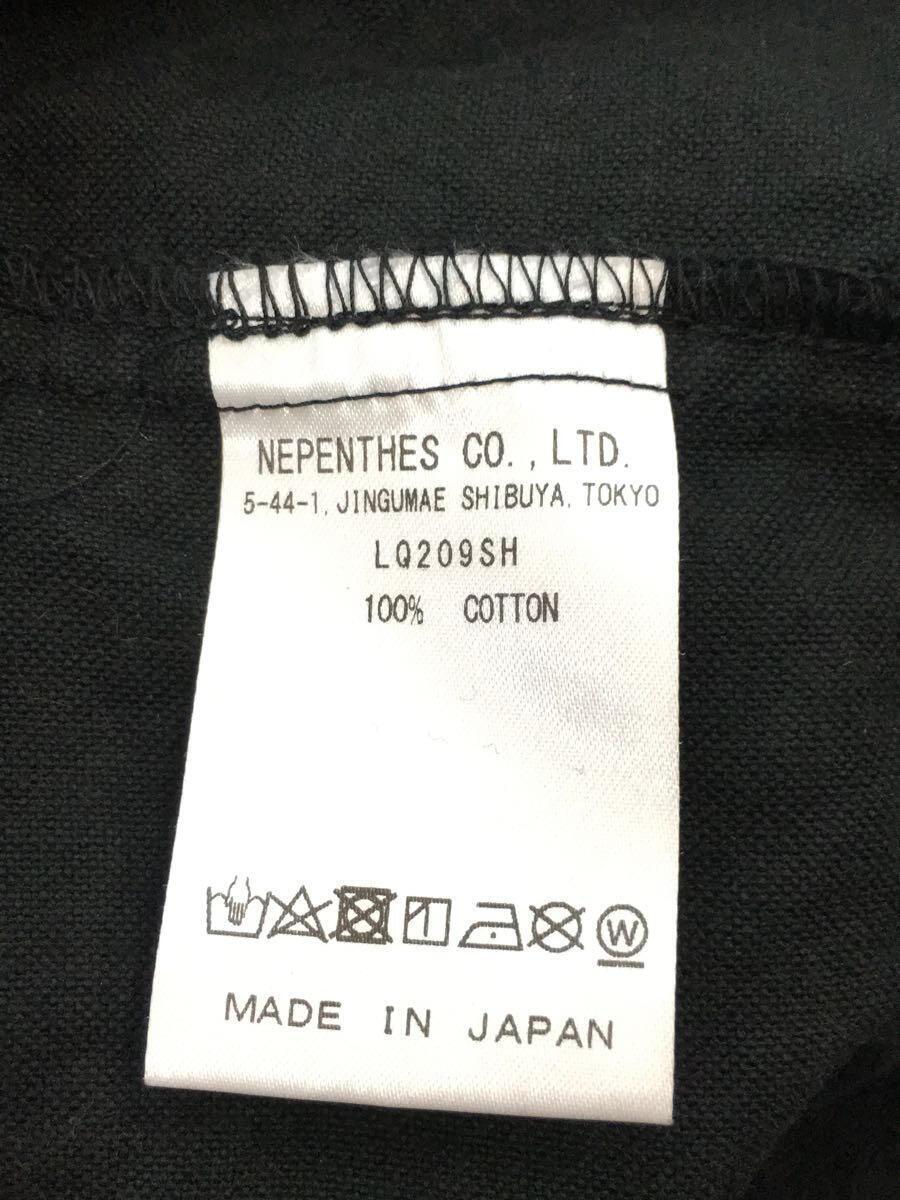 NEPENTHES CO., LTD.
5-44-1, JINGUMAE SHIBUYA, TOKYO
LQ209SH
100% COTTON
W
MADE IN JAPAN